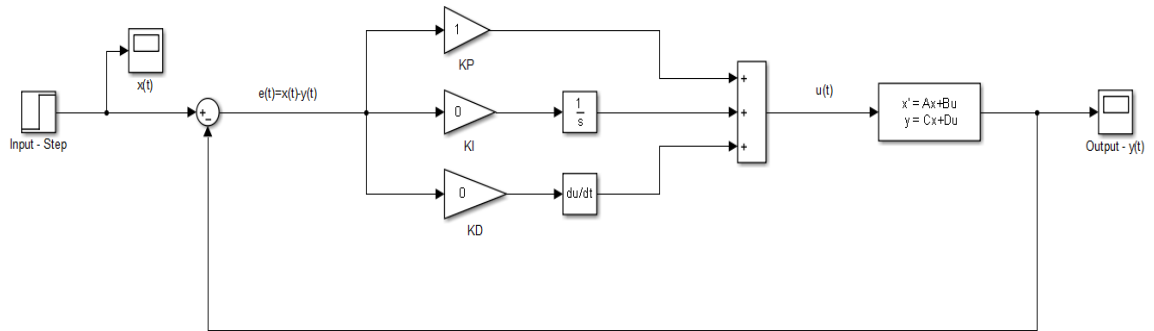 Input - Step
x(t)
+
−
e(t)=x(t)-y(t)
1
KP
0
KI
1
s
0
KD
du/dt
+
+
+
u(t)
x' = Ax+Bu
y = Cx+Du
Output - y(t)